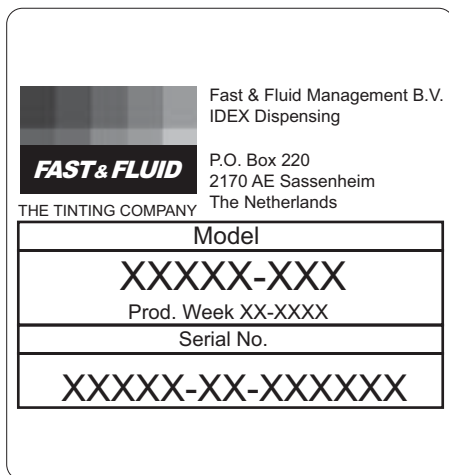 Fast & Fluid Management B.V.
IDEX Dispensing
P.O. Box 220
2170 AE Sassenheim
The Netherlands
FAST & FLUID
THE TINTING COMPANY
Model
XXXXX-XXX
Prod. Week XX-XXXX
Serial No.
XXXXX-XX-XXXXXX